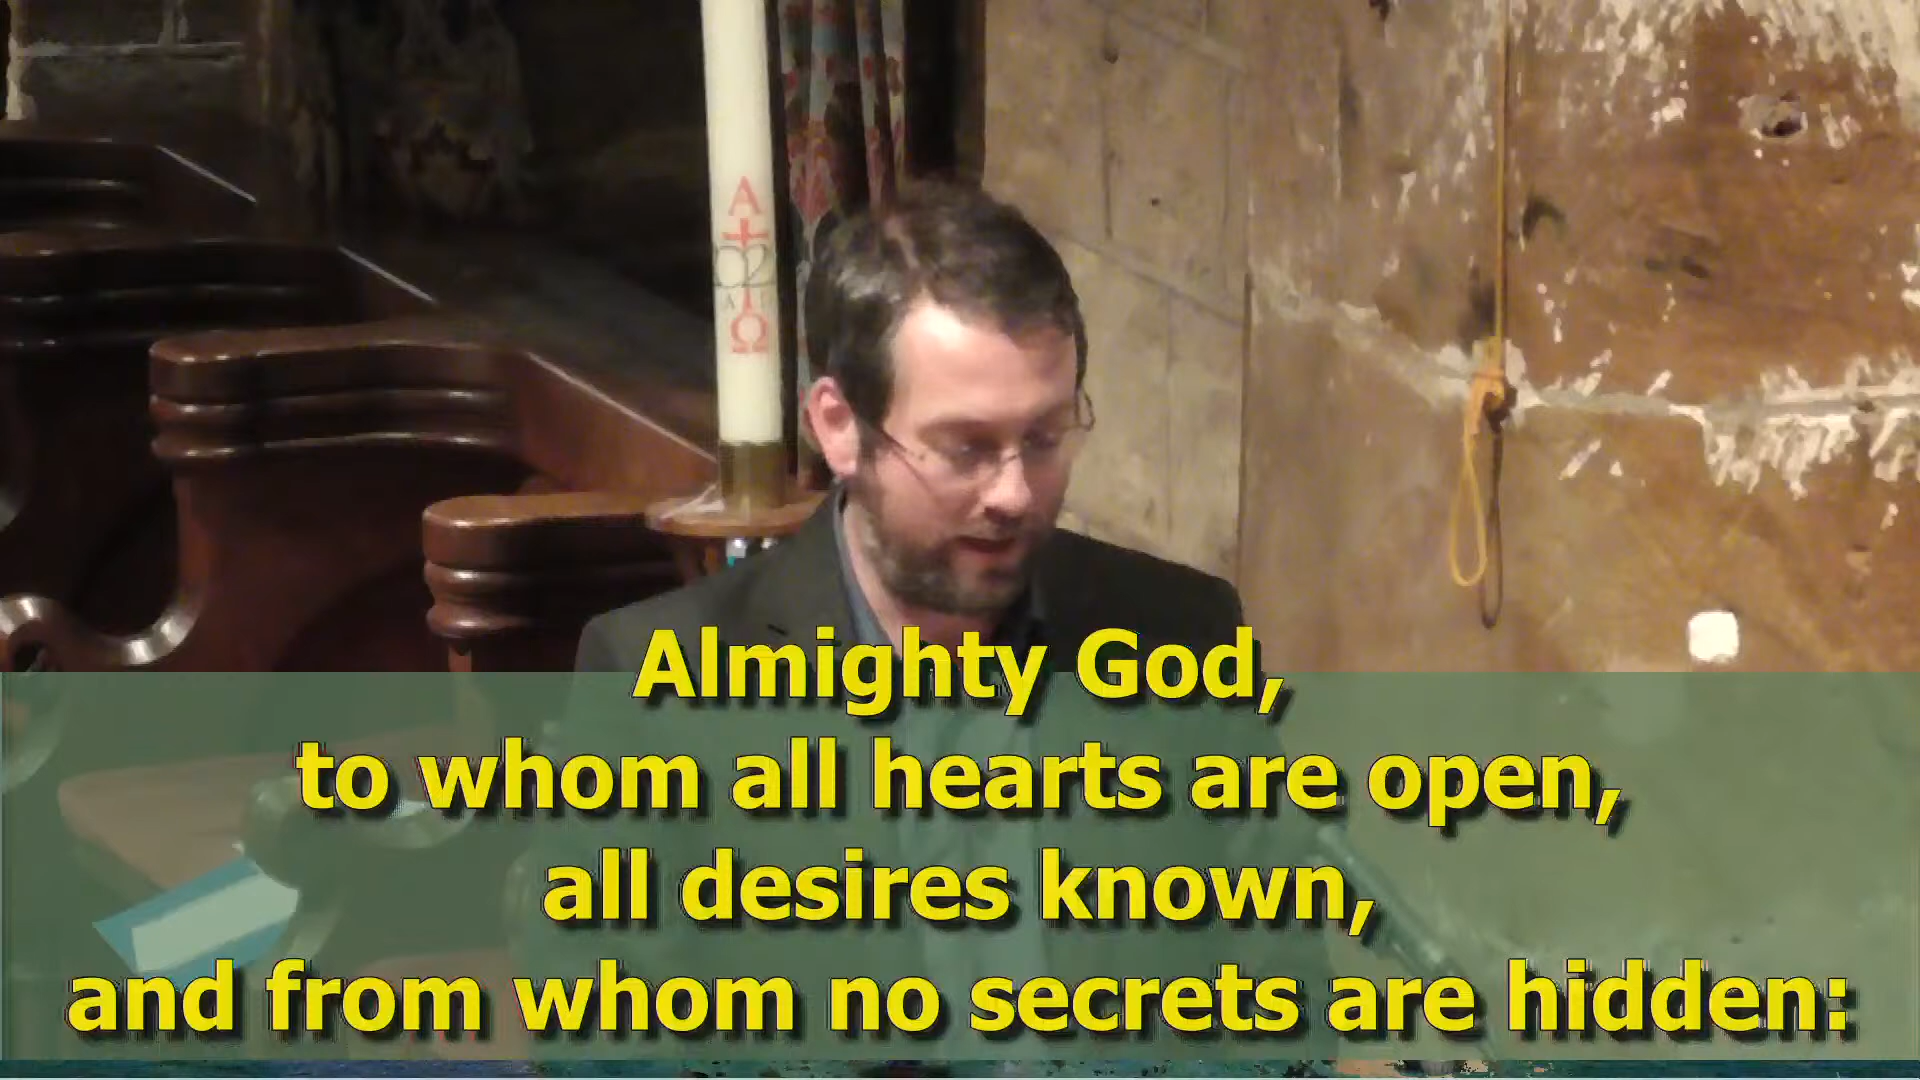 Α
Ω
Almighty God,
to whom all hearts are open,
all desires known,
and from whom no secrets are hidden: